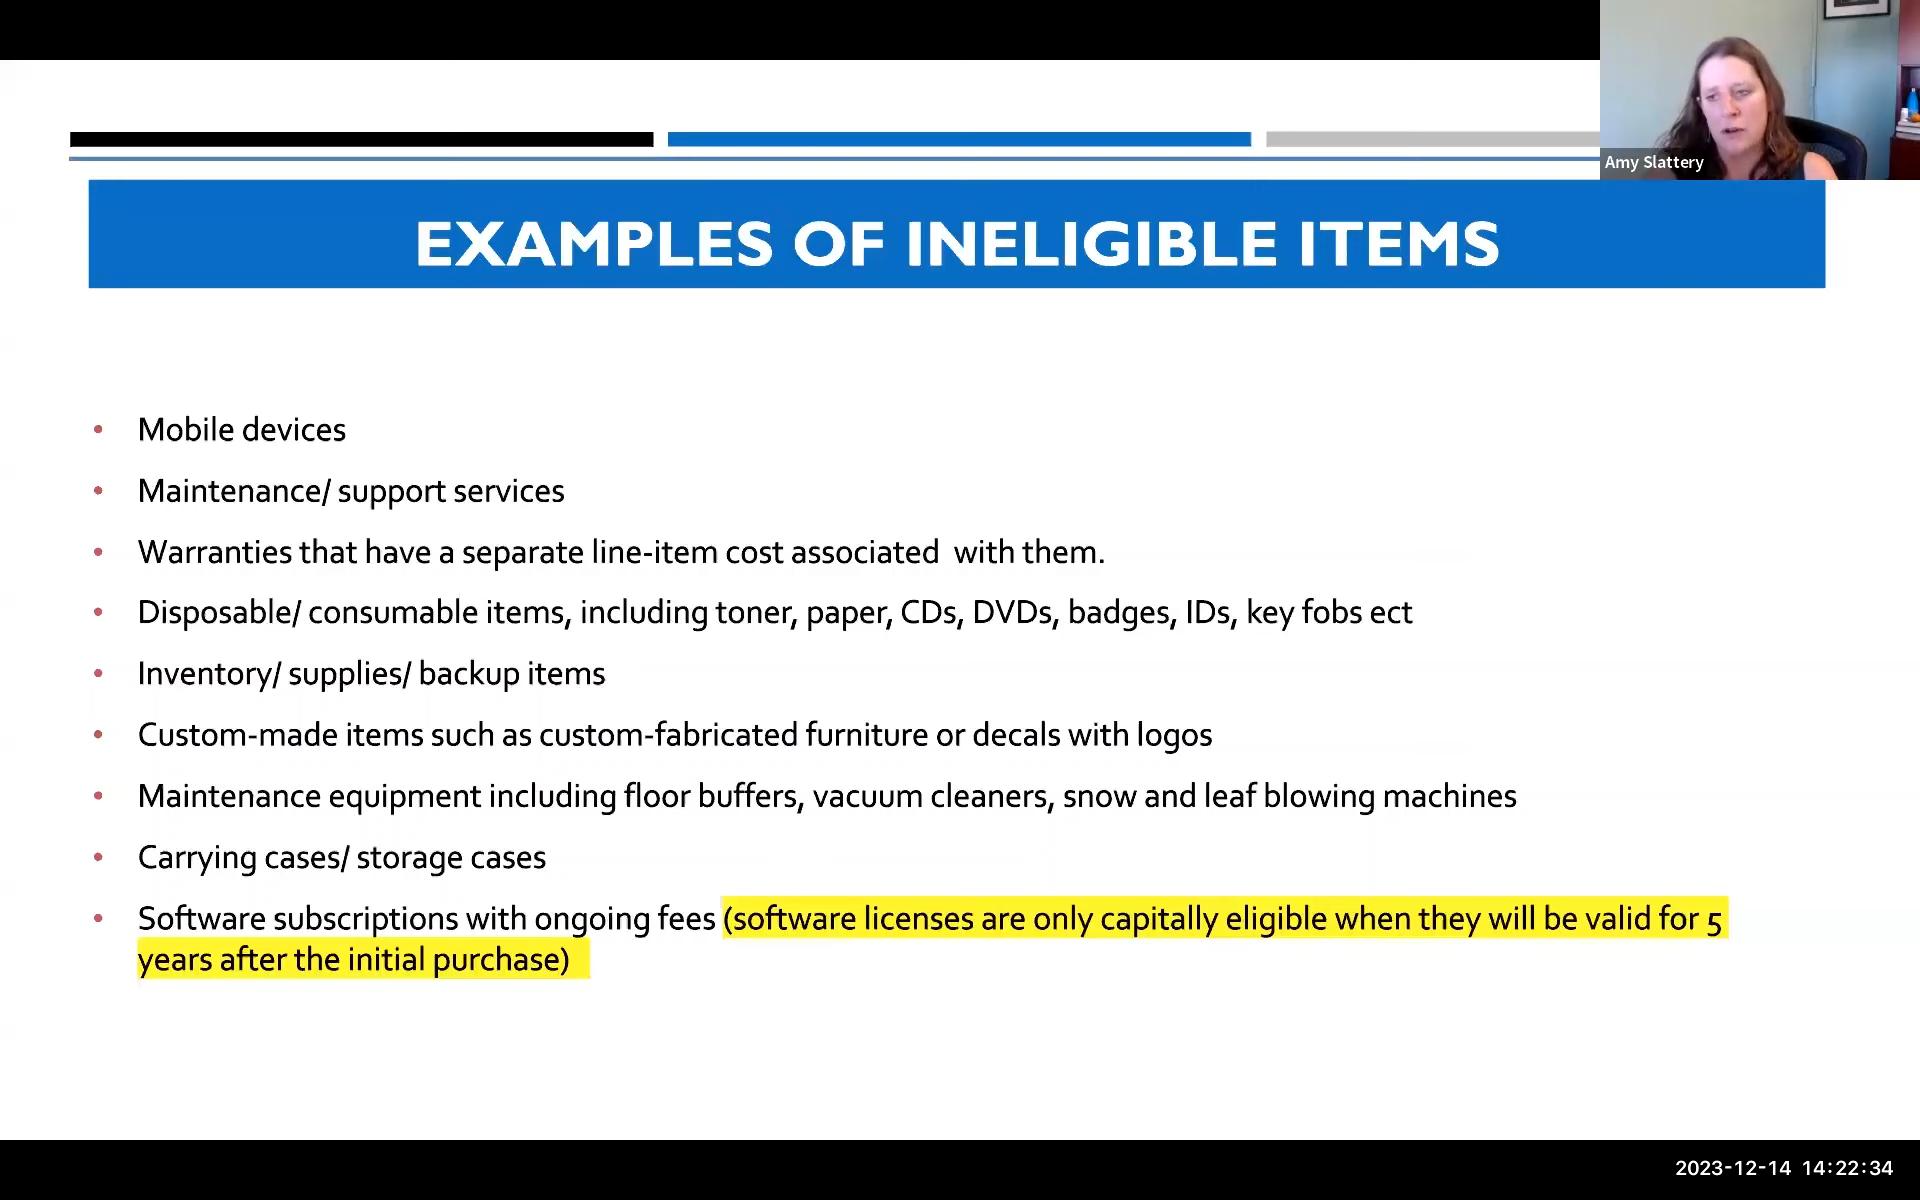 Amy Slattery
EXAMPLES OF INELIGIBLE ITEMS
• Mobile devices
• Maintenance/ support services
• Warranties that have a separate line-item cost associated  with them.
• Disposable/ consumable items, including toner, paper, CDs, DVDs, badges, IDs, key fobs ect
• Inventory/ supplies/ backup items
• Custom-made items such as custom-fabricated furniture or decals with logos
• Maintenance equipment including floor buffers, vacuum cleaners, snow and leaf blowing machines
• Carrying cases/ storage cases
• Software subscriptions with ongoing fees (software licenses are only capitally eligible when they will be valid for 5
years after the initial purchase)
2023-12-14 14:22:34